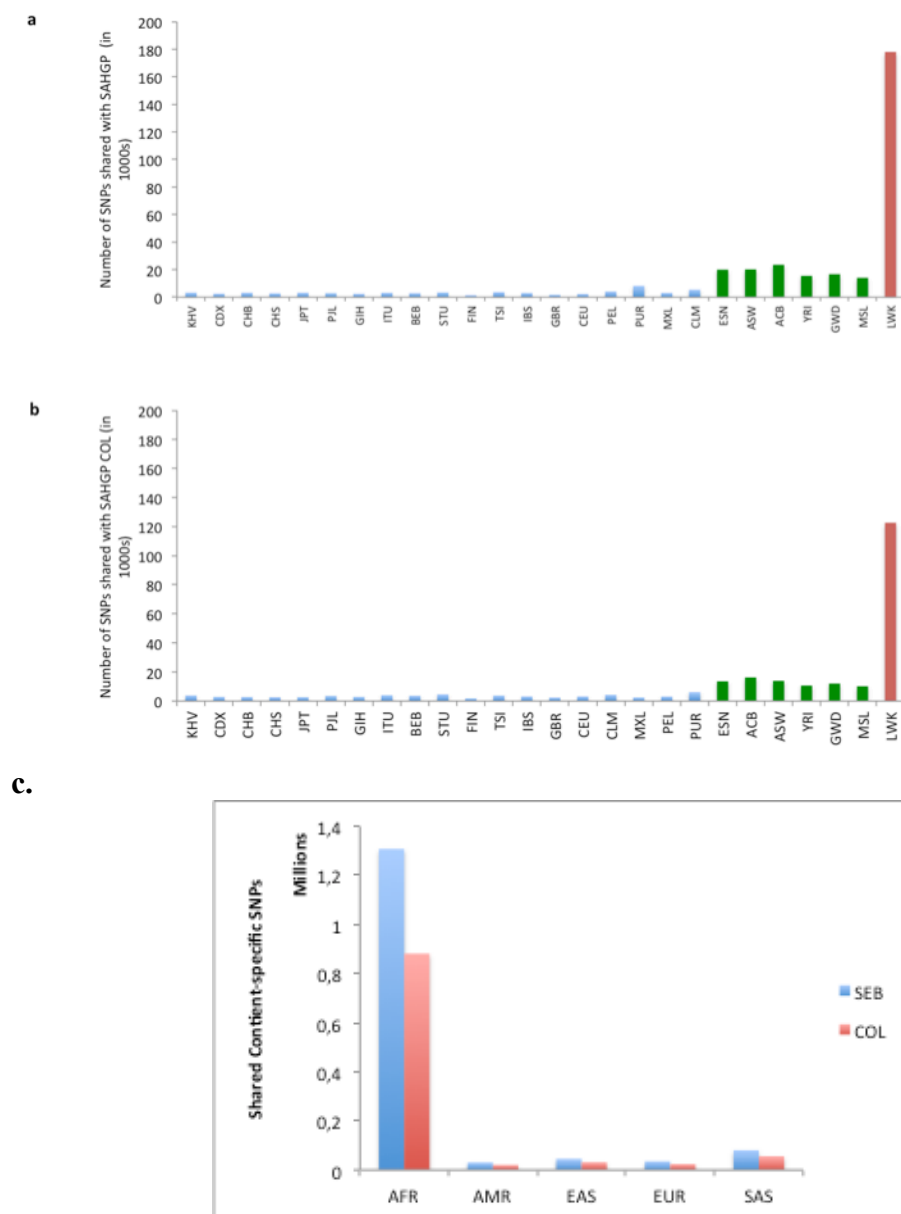 a
Number of SNPs shared with SAHGP (in
1000s)
200
180
160
140
120
100
80
60
40
20
0
KHV CDX CHB CHS JPT PJL GIH ITU BEB STU FIN TSI IBS GBR CEU PEL PUR MXL CLM ESN ASW ACB YRI GWD MSL LWK
b
Number of SNPs shared with SAHGP COL (in
1000s)
200
180
160
140
120
100
80
60
40
20
0
KHV CDX CHB CHS JPT PJL GIH ITU BEB STU FIN TSI IBS GBR CEU CLM MXL PEL PUR ESN ACB ASW YRI GWD MSL LWK
c.
Shared Contient-specific SNPs
Millions
1,4
1,2
1
0,8
0,6
0,4
0,2
0
AFR AMR EAS EUR SAS
SEB
COL